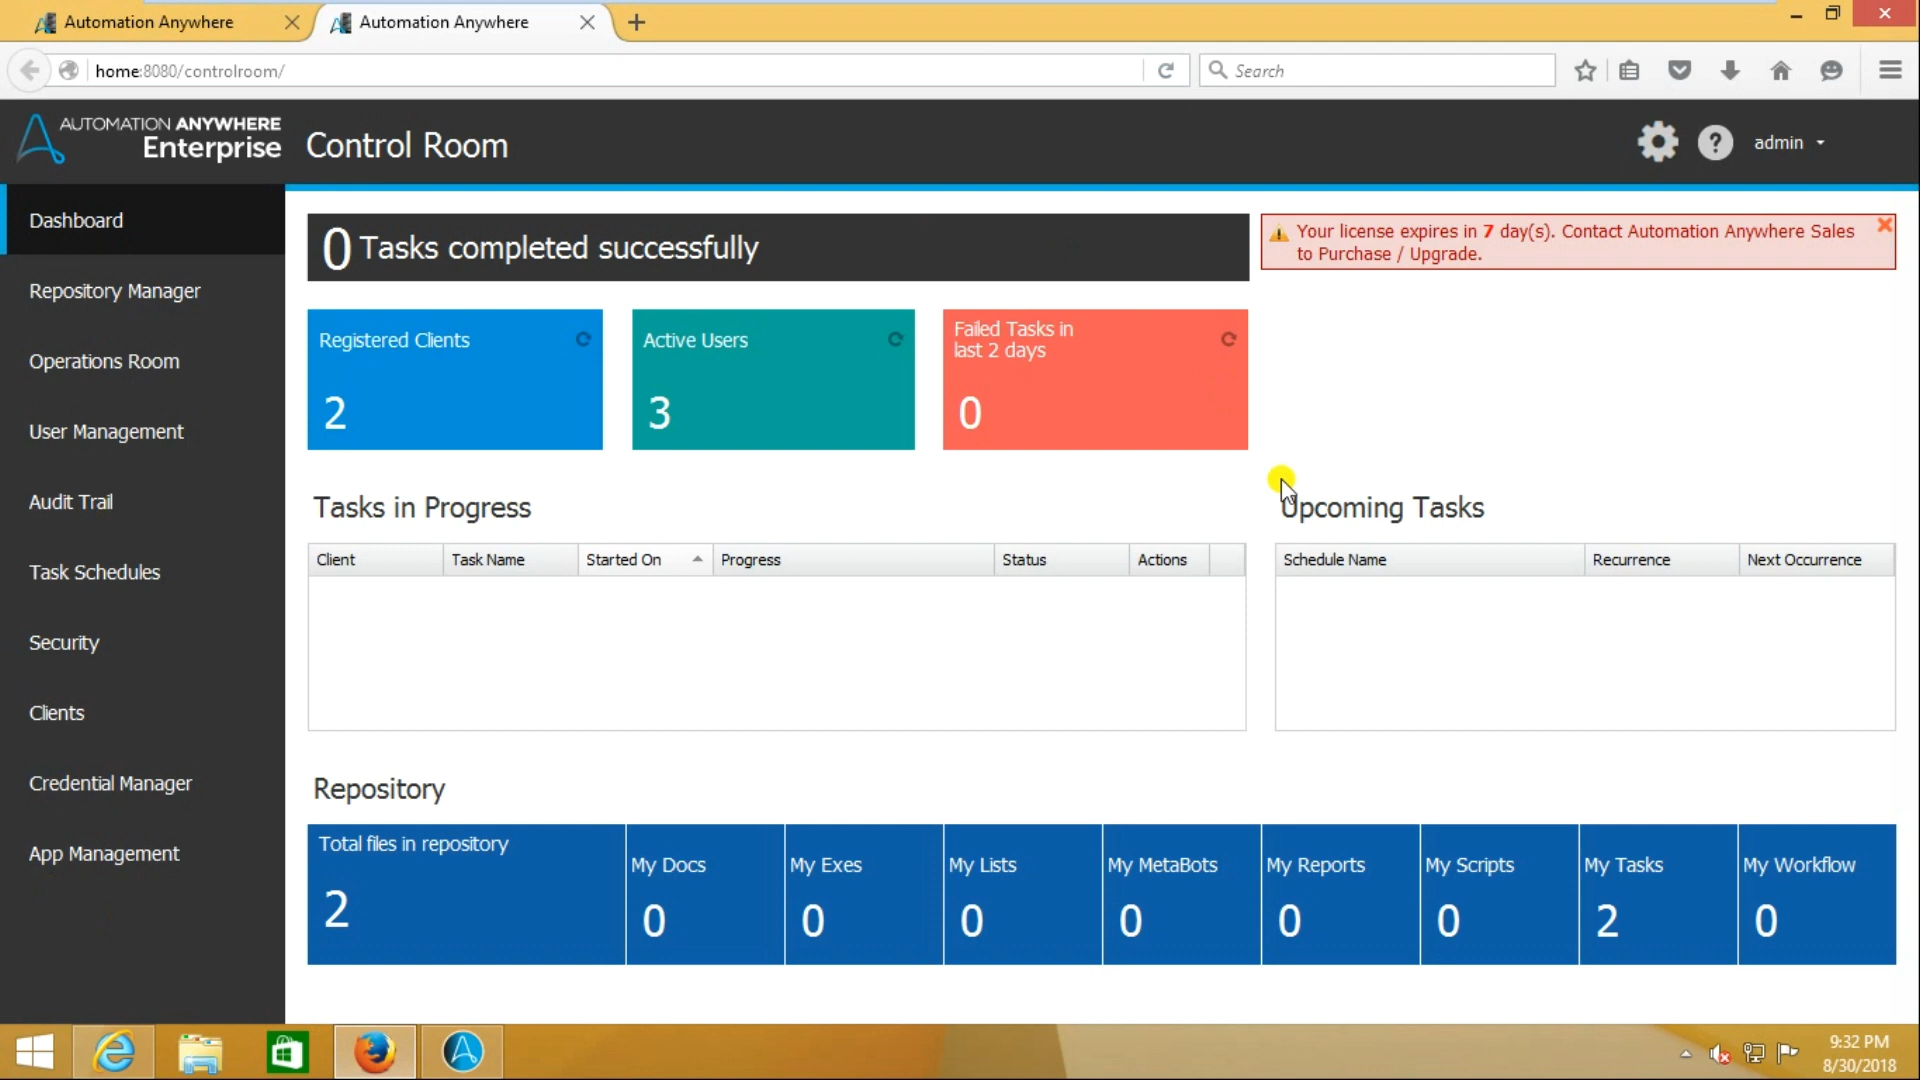 Automation Anywhere
Automation Anywhere
home:8080/controlroom/
Search
AUTOMATION ANYWHERE
Enterprise
Control Room
admin
Dashboard
Repository Manager
Operations Room
User Management
Audit Trail
Task Schedules
Security
Clients
Credential Manager
App Management
0 Tasks completed successfully
Your license expires in 7 day(s). Contact Automation Anywhere Sales
to Purchase / Upgrade.
Registered Clients
2
Active Users
3
Failed Tasks in
last 2 days
0
Tasks in Progress
Client Task Name Started On Progress Status Actions
Upcoming Tasks
Schedule Name Recurrence Next Occurrence
Repository
Total files in repository
2
My Docs
0
My Exes
0
My Lists
0
My MetaBots
0
My Reports
0
My Scripts
0
My Tasks
2
My Workflow
0
9:32 PM
8/30/2018